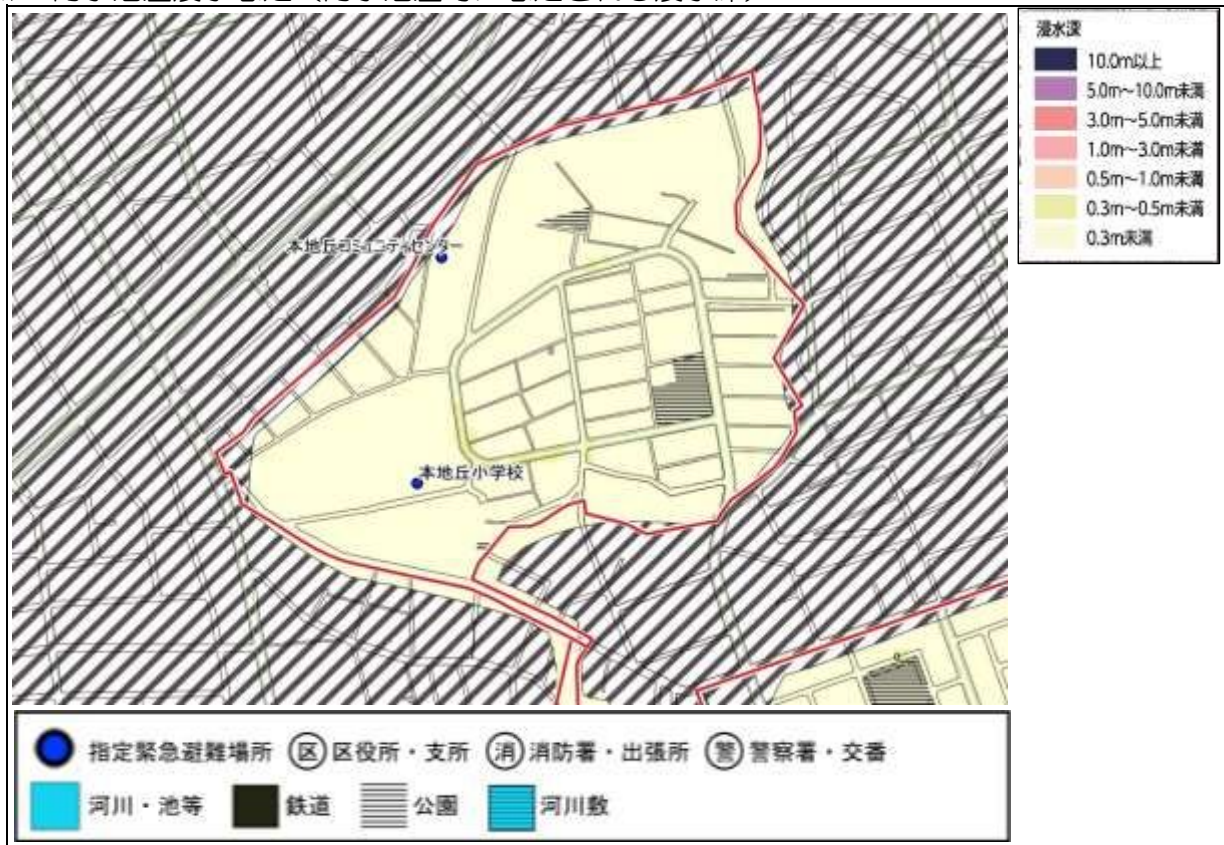 浸水深
10.0m以上
5.0m～10.0m未満
3.0m～5.0m未満
1.0m～3.0m未満
0.5m～1.0m未満
0.3m～0.5m未満
0.3m未満
本地丘コミュニティセンター
本地丘小学校
指定緊急避難場所 区 区役所・支所 消 消防署・出張所 警 警察署・交番
河川・池等 鉄道 公園 河川敷